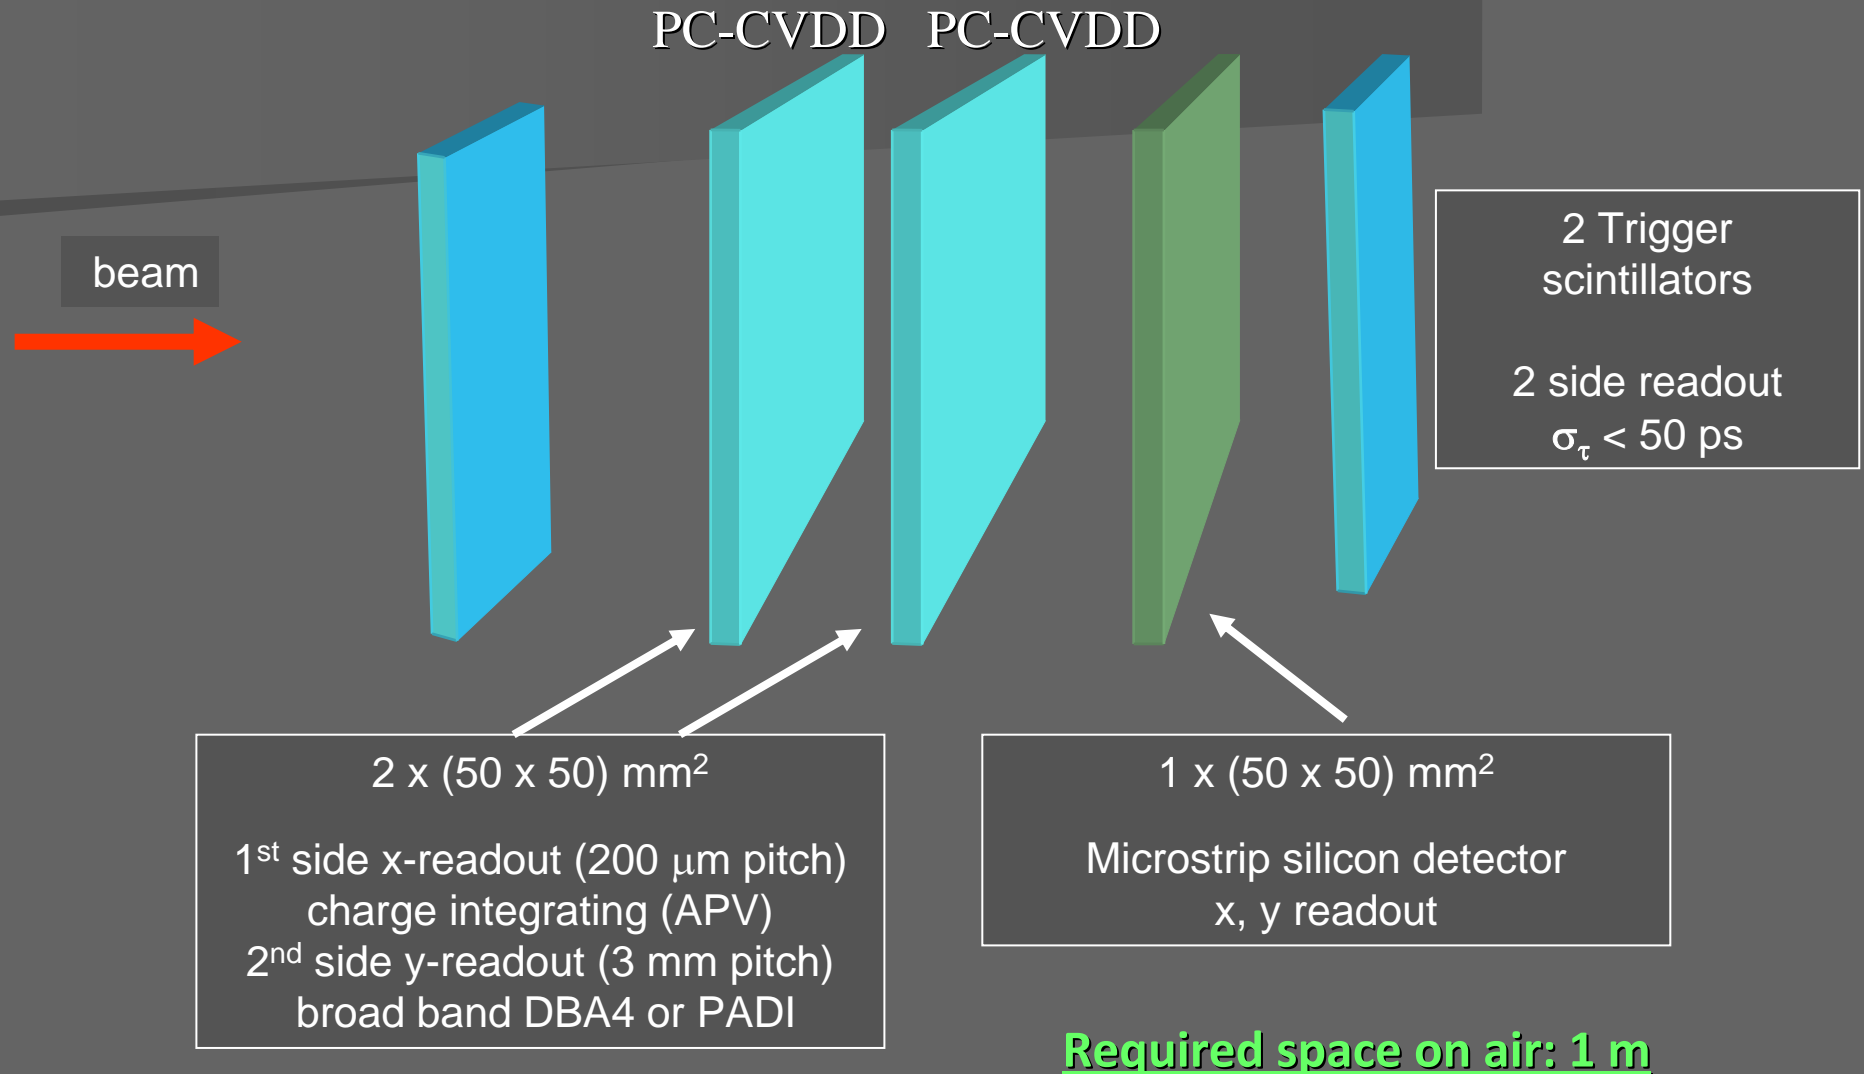 PC-CVDD PC-CVDD
beam
2 Trigger
scintillators
2 side readout
στ < 50 ps
2 x (50 x 50) mm²
1st side x-readout (200 μm pitch)
charge integrating (APV)
2nd side y-readout (3 mm pitch)
broad band DBA4 or PADI
1 x (50 x 50) mm²
Microstrip silicon detector
x, y readout
Required space on air: 1 m